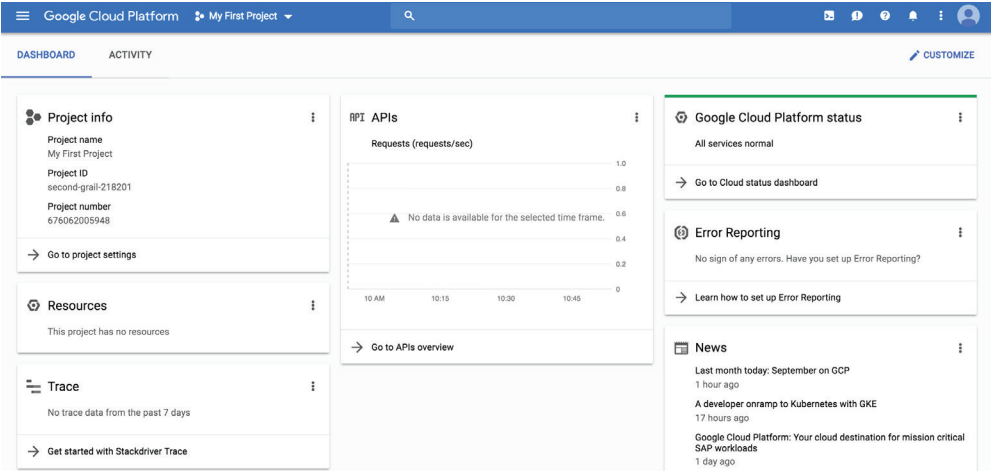 Google Cloud Platform My First Project
DASHBOARD ACTIVITY CUSTOMIZE
Project info
Project name
My First Project
Project ID
second-grail-218201
Project number
676062005948
Go to project settings
Resources
This project has no resources
Trace
No trace data from the past 7 days
Get started with Stackdriver Trace
API APIs
Requests (requests/sec)
1.0
0.8
No data is available for the selected time frame. 0.6
0.4
0.2
0
10 AM 10:15 10:30 10:45
Go to APIs overview
Google Cloud Platform status
All services normal
Go to Cloud status dashboard
Error Reporting
No sign of any errors. Have you set up Error Reporting?
Learn how to set up Error Reporting
News
Last month today: September on GCP
1 hour ago
A developer onramp to Kubernetes with GKE
17 hours ago
Google Cloud Platform: Your cloud destination for mission critical
SAP workloads
1 day ago